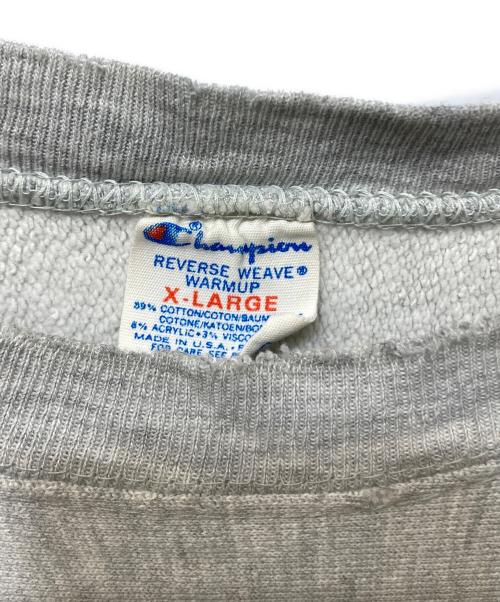 Champion®
REVERSE WEAVE®
WARMUP
X-LARGE
89% COTTON/COTON/BAUM
COTONE/KATOEN/BO
8% ACRYLIC•3% VISCO
MADE IN U.S.A.
FOR CARE SEE